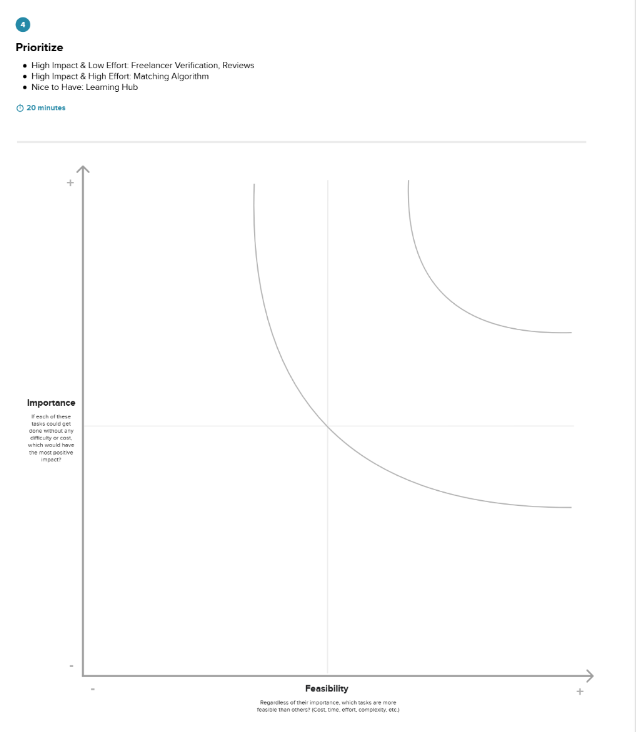 4
Prioritize
• High Impact & Low Effort: Freelancer Verification, Reviews
• High Impact & High Effort: Matching Algorithm
• Nice to Have: Learning Hub
20 minutes
+
Importance
If each of these
tasks could get
done without any
difficulty or cost,
which would have
the most positive
impact?
-
-
Feasibility
+
Regardless of their importance, which tasks are more
feasible than others? (Cost, time, effort, complexity, etc.)